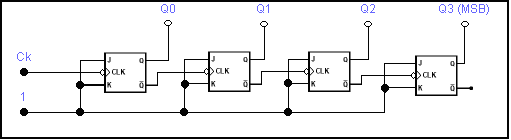 Q0 Q1 Q2 Q3 (MSB)
J Q J Q J Q J Q
Ck CLK CLK CLK CLK
K Q̅ K Q̅ K Q̅ K Q̅
1